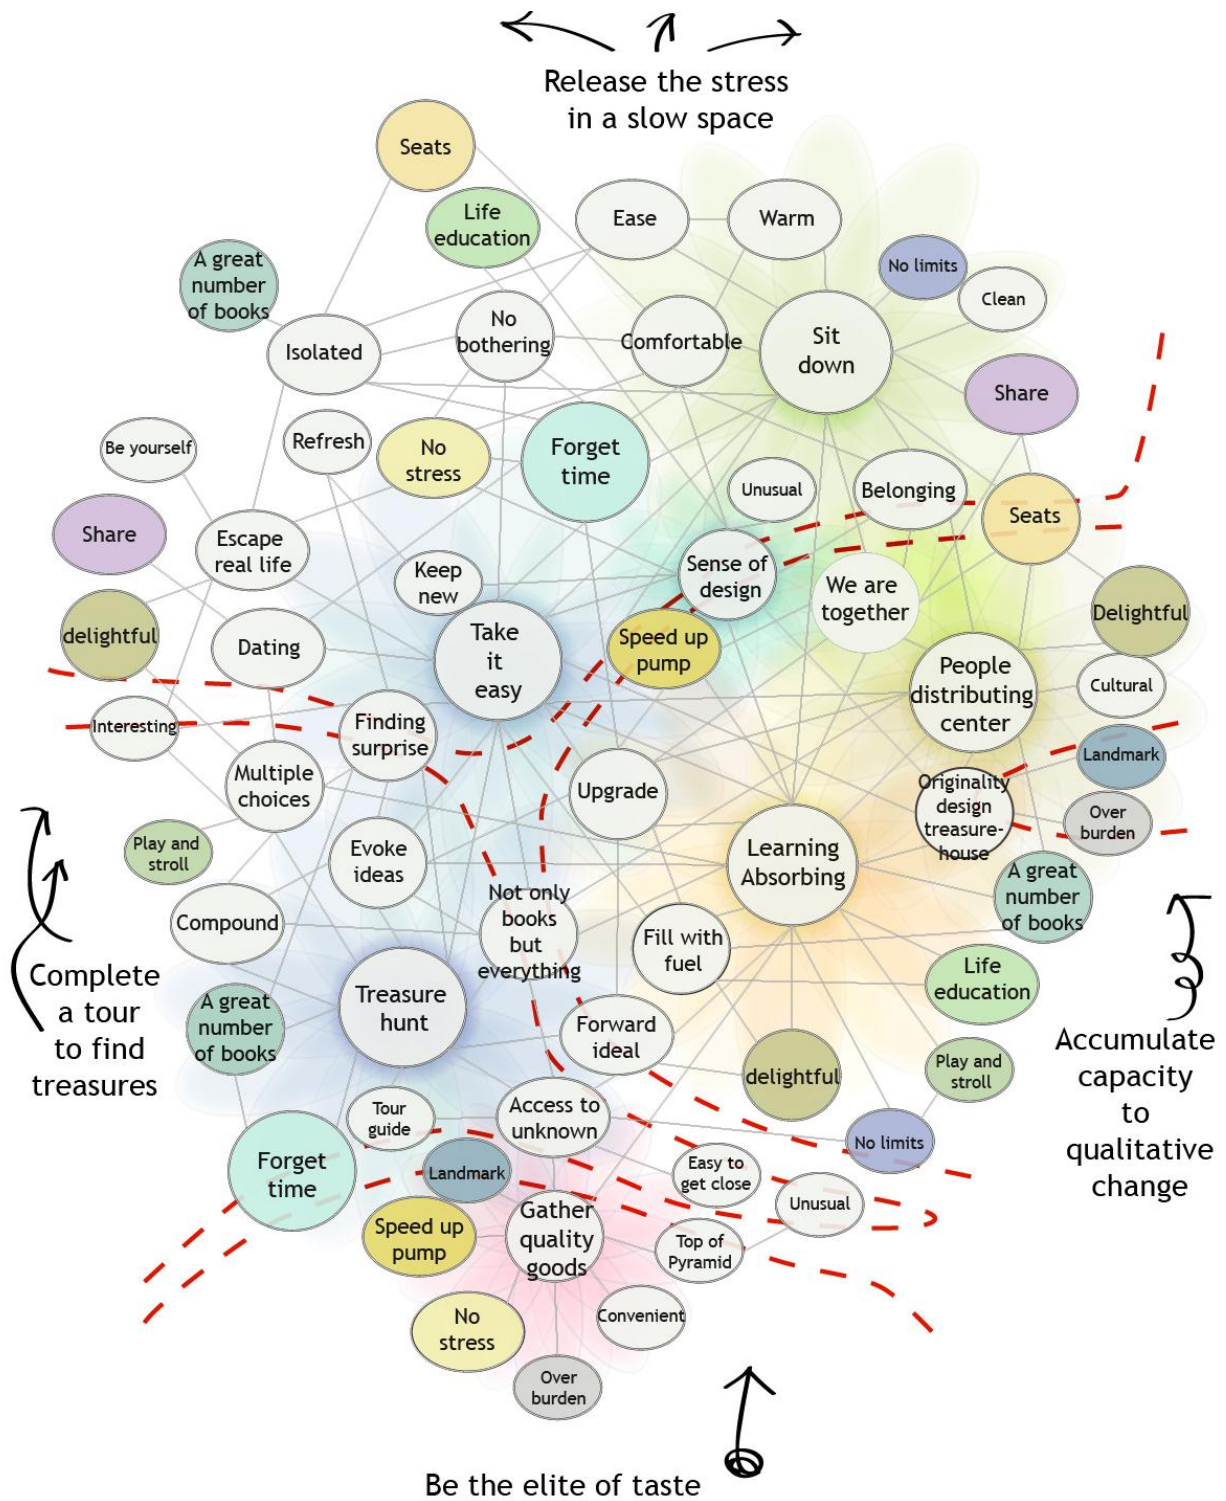 Release the stress
in a slow space
Seats
Life
education
Ease
Warm
A great
number
of books
No limits
Clean
Isolated
No
bothering
Comfortable
Sit
down
Share
Be yourself
Refresh
No
stress
Forget
time
Unusual
Belonging
Seats
Share
Escape
real life
Keep
new
Sense of
design
We are
together
Delightful
delightful
Dating
Take
it
easy
Speed up
pump
People
distributing
center
Cultural
Interesting
Finding
surprise
Landmark
Multiple
choices
Upgrade
Originality
design
treasure-
house
Over
burden
Play and
stroll
Evoke
ideas
Learning
Absorbing
A great
number
of books
Compound
Not only
books
but
everything
Fill with
fuel
Life
education
Complete
a tour
to find
treasures
A great
number
of books
Treasure
hunt
Forward
ideal
delightful
Play and
stroll
Accumulate
capacity
to
qualitative
change
Tour
guide
Access to
unknown
No limits
Forget
time
Landmark
Easy to
get close
Unusual
Speed up
pump
Gather
quality
goods
Top of
Pyramid
No
stress
Convenient
Over
burden
Be the elite of taste